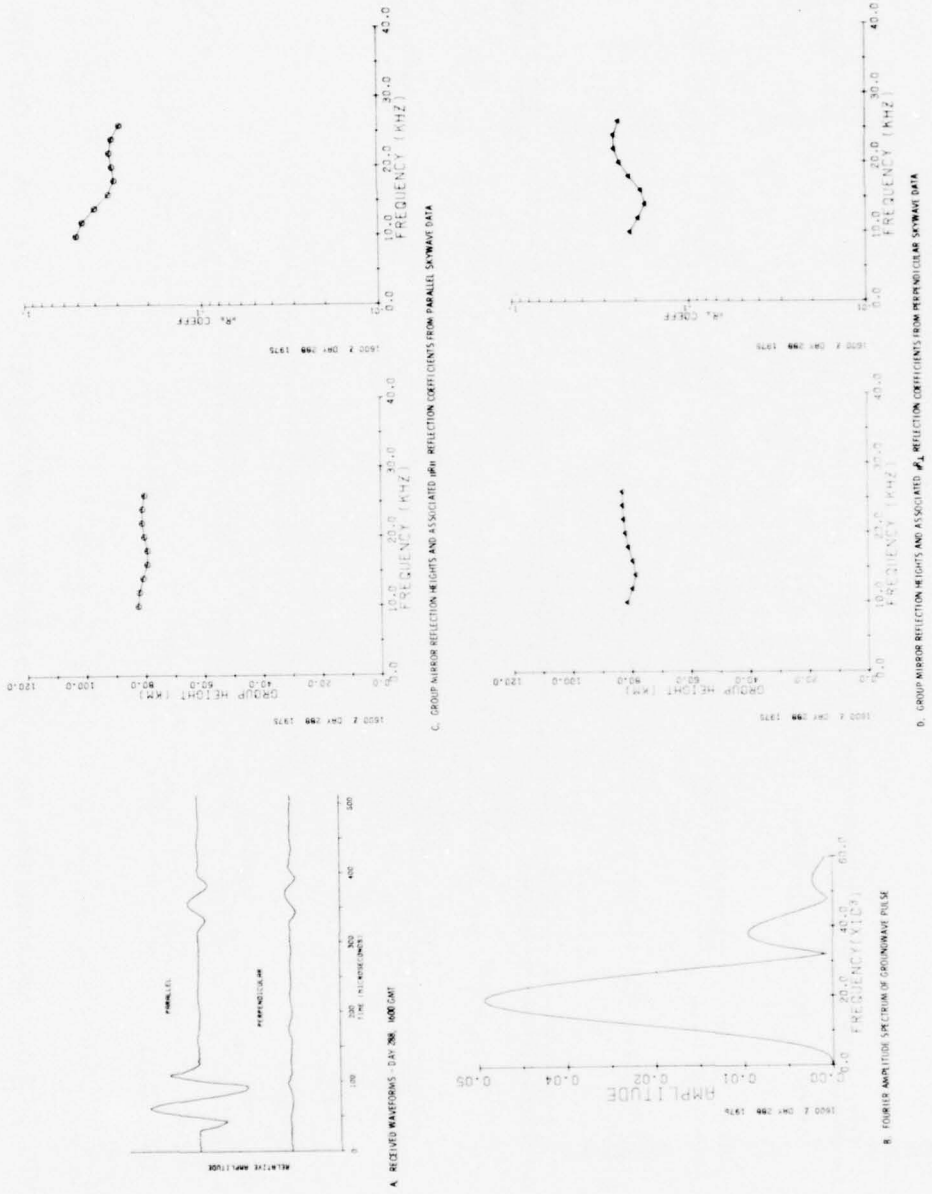 RELATIVE AMPLITUDE
PARALLEL
PERPENDICULAR
0 100 200 300 400 500
TIME (MICROSECONDS)
A. RECEIVED WAVEFORMS - DAY 288, 1600 GMT
1600 Z DAY 288 1975
AMPLITUDE
0.05
0.04
0.02
0.01
0.00
0.0 20.0 40.0 60.0
FREQUENCY(X10³)
B. FOURIER AMPLITUDE SPECTRUM OF GROUNDWAVE PULSE
1600 Z DAY 288 1975
GROUP HEIGHT (KM)
120.0
100.0
80.0
60.0
40.0
20.0
0.0
0.0 10.0 20.0 30.0 40.0
FREQUENCY (KHZ)
1600 Z DAY 288 1975
COEFF
0.0 10.0 20.0 30.0 40.0
FREQUENCY (KHZ)
C. GROUP MIRROR REFLECTION HEIGHTS AND ASSOCIATED REFLECTION COEFFICIENTS FROM PARALLEL SKYWAVE DATA
1600 Z DAY 288 1975
GROUP HEIGHT (KM)
120.0
100.0
80.0
60.0
40.0
20.0
0.0
0.0 10.0 20.0 30.0 40.0
FREQUENCY (KHZ)
1600 Z DAY 288 1975
COEFF
0.0 10.0 20.0 30.0 40.0
FREQUENCY (KHZ)
D. GROUP MIRROR REFLECTION HEIGHTS AND ASSOCIATED REFLECTION COEFFICIENTS FROM PERPENDICULAR SKYWAVE DATA